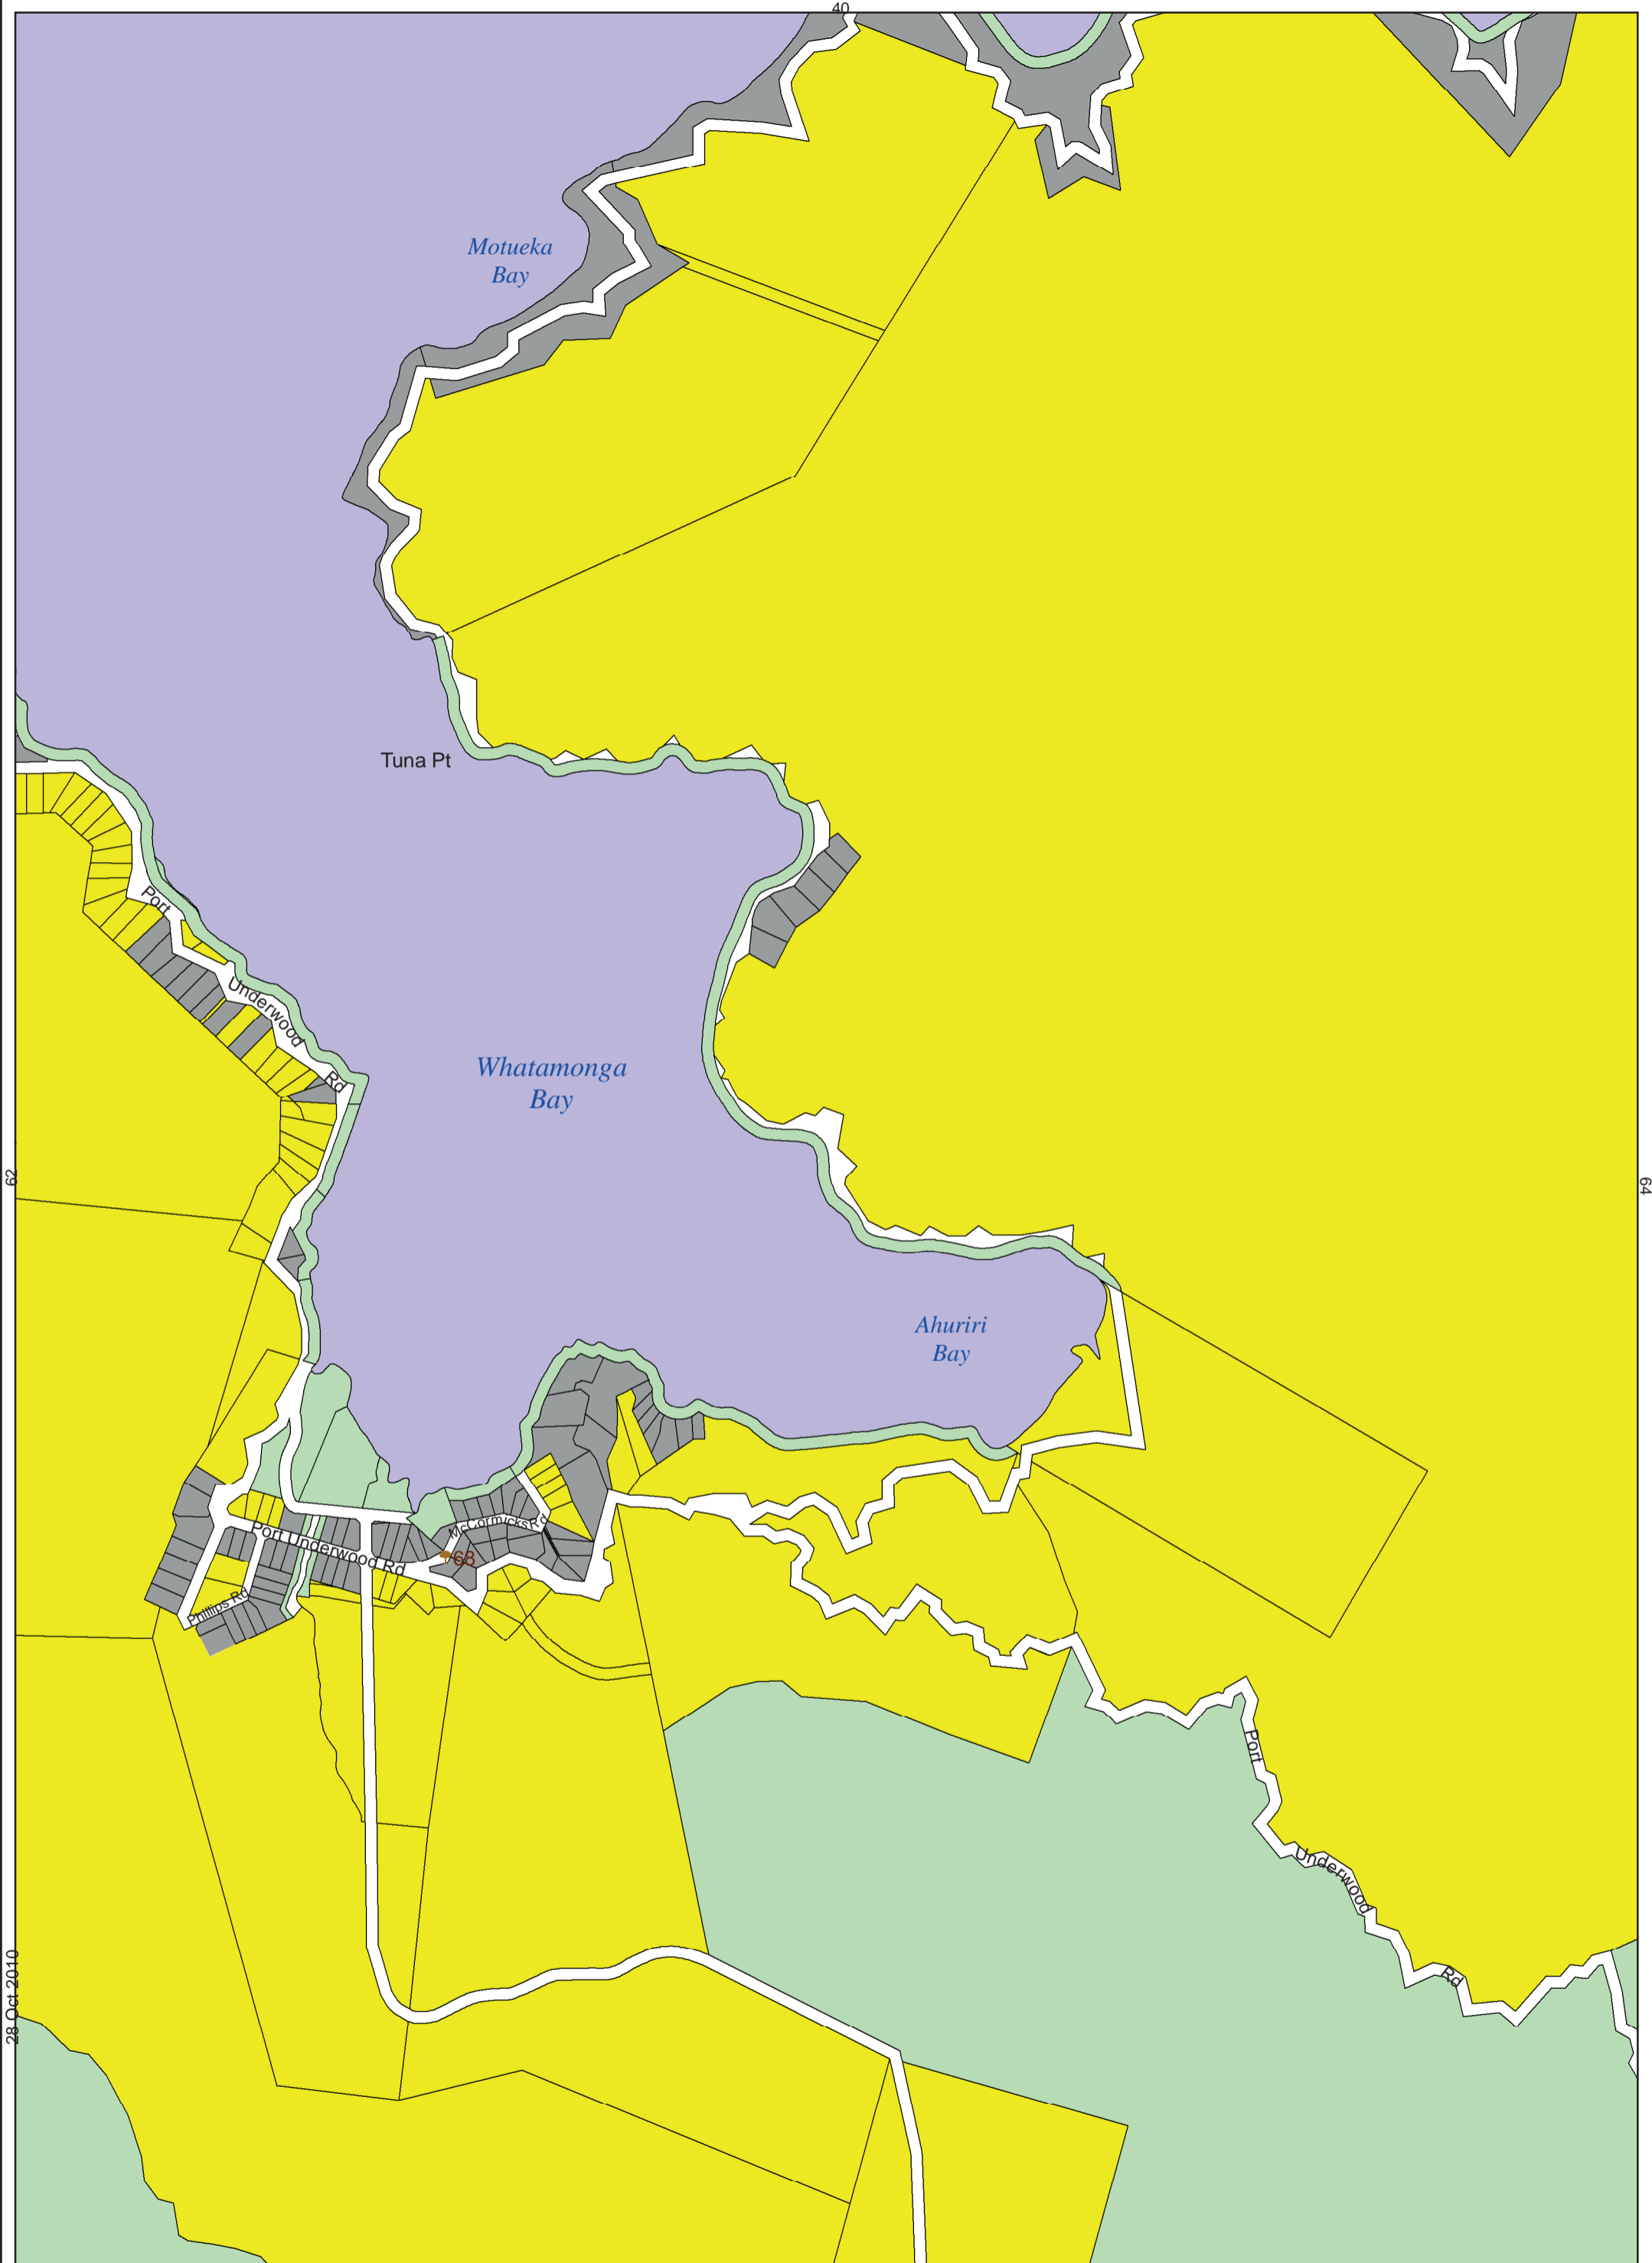 40
Motueka
Bay
Tuna Pt
Port
Underwood
Rd
Whatamonga
Bay
62
64
Ahuriri
Bay
McCormicks Rd
Port Underwood Rd
68
Phillips Rd
Port
Underwood
Rd
28 Oct 2010